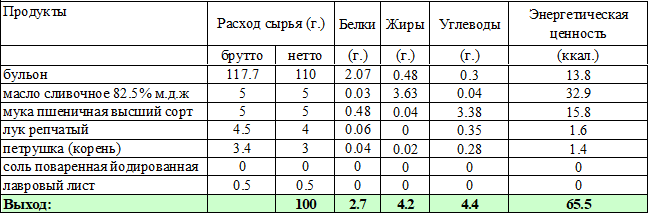 Продукты Расход сырья (г.) Белки Жиры Углеводы Энергетическая ценность
брутто нетто (г.) (г.) (г.) (ккал.)
бульон 117.7 110 2.07 0.48 0.3 13.8
масло сливочное 82.5% м.д.ж 5 5 0.03 3.63 0.04 32.9
мука пшеничная высший сорт 5 5 0.48 0.04 3.38 15.8
лук репчатый 4.5 4 0.06 0 0.35 1.6
петрушка (корень) 3.4 3 0.04 0.02 0.28 1.4
соль поваренная йодированная 0 0 0 0 0 0
лавровый лист 0.5 0.5 0 0 0 0
Выход: 100 2.7 4.2 4.4 65.5